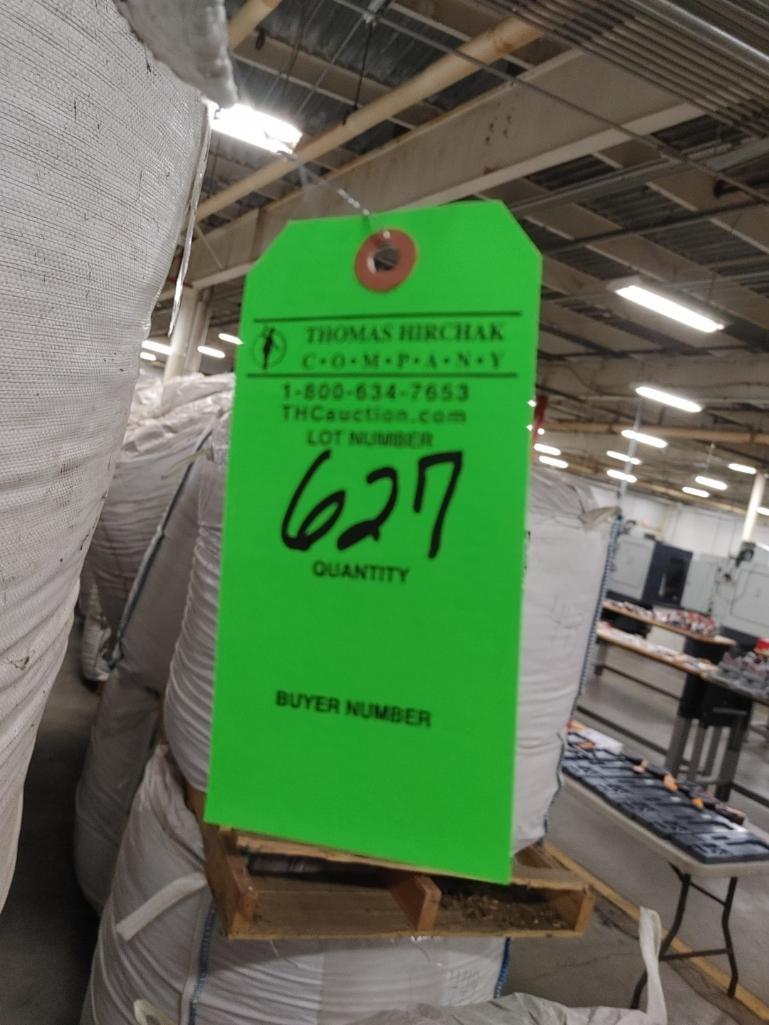 THOMAS HIRCHAK
C•O•M•P•A•N•Y
1-800-634-7653
THCauction.com
LOT NUMBER
627
QUANTITY
BUYER NUMBER